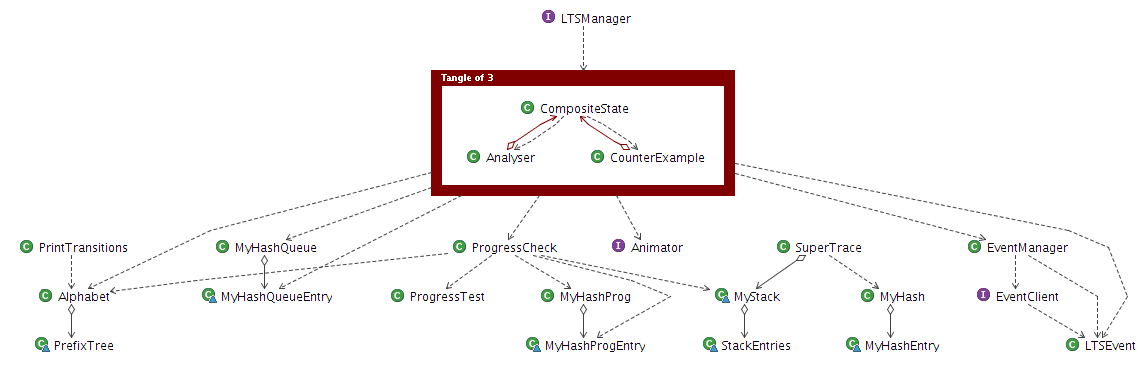 I LTSManager
Tangle of 3
C CompositeState
C Analyser
C CounterExample
C PrintTransitions
C MyHashQueue
C ProgressCheck
I Animator
C SuperTrace
C EventManager
C Alphabet
C MyHashQueueEntry
C ProgressTest
C MyHashProg
C MyStack
C MyHash
I EventClient
C PrefixTree
C MyHashProgEntry
C StackEntries
C MyHashEntry
C LTSEvent